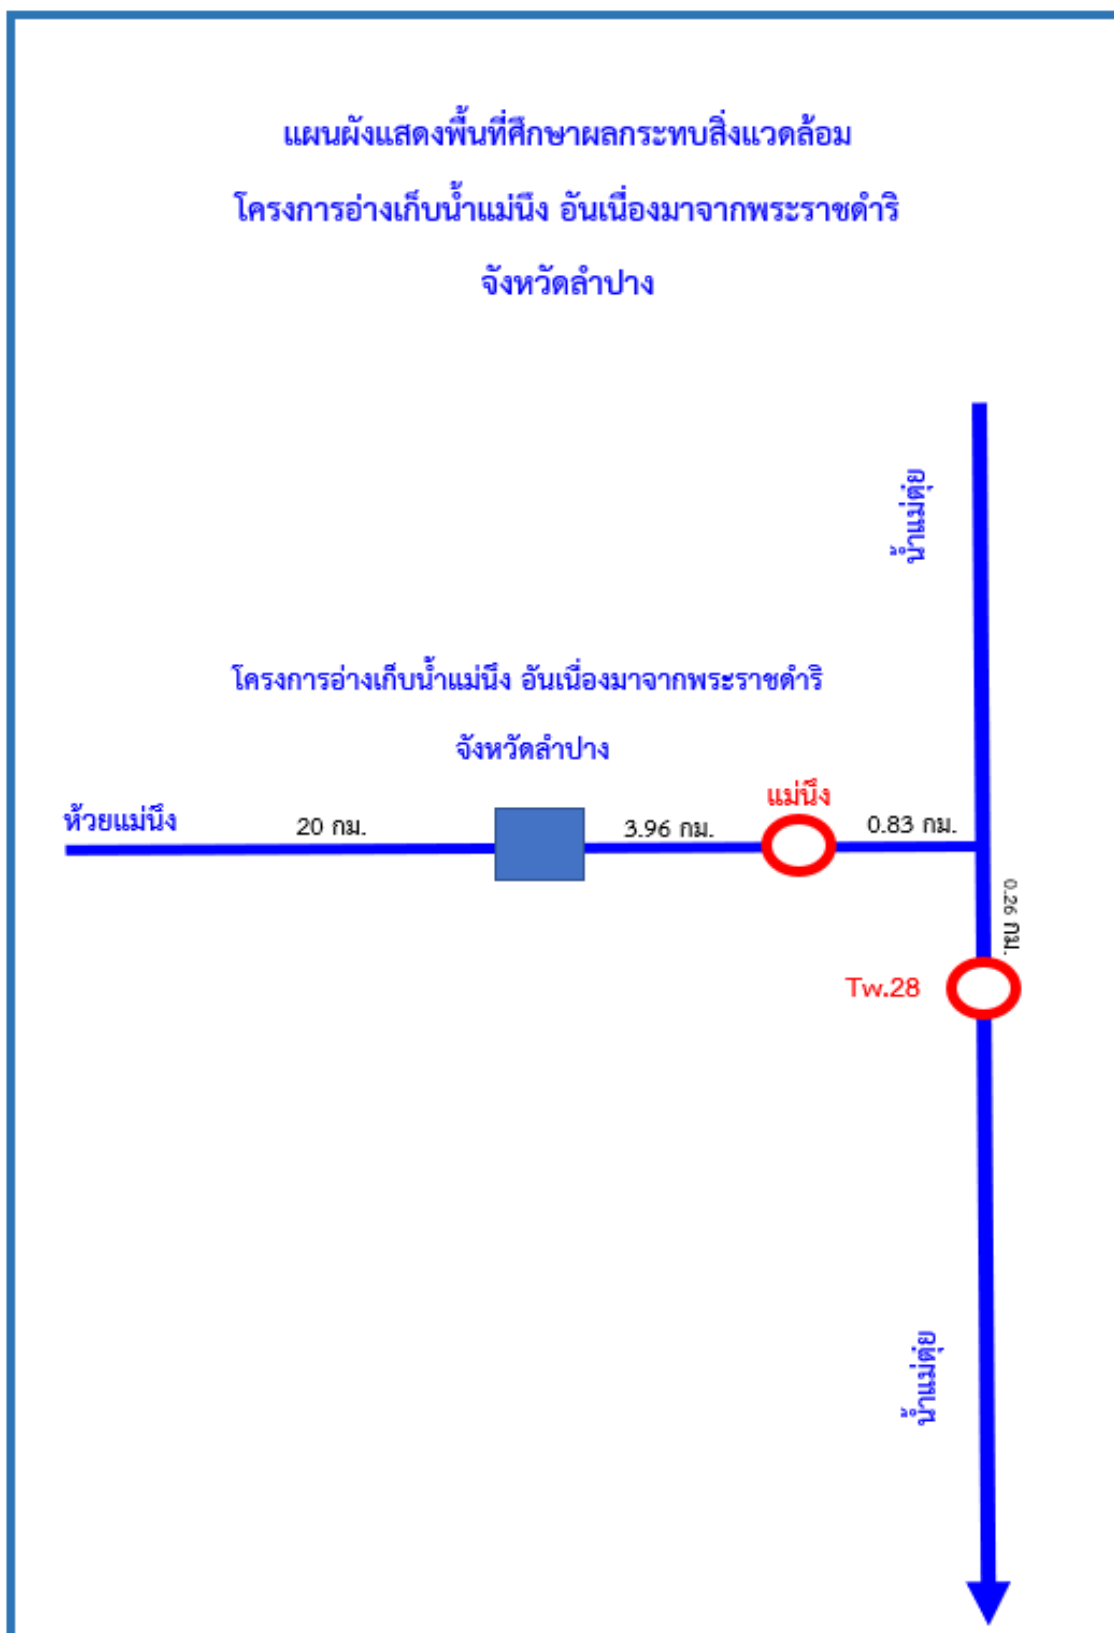 แผนผังแสดงพื้นที่ศึกษาผลกระทบสิ่งแวดล้อม
โครงการอ่างเก็บน้ำแม่นึง อันเนื่องมาจากพระราชดำริ
จังหวัดลำปาง
น้ำแม่ตุ๋ย
โครงการอ่างเก็บน้ำแม่นึง อันเนื่องมาจากพระราชดำริ
จังหวัดลำปาง
ห้วยแม่นึง
20 กม.
3.96 กม.
แม่นึง
0.83 กม.
0.26 กม.
Tw.28
น้ำแม่ตุ๋ย